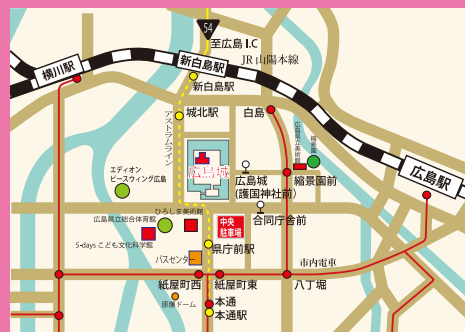 54
至広島 I.C
JR山陽本線
新白島駅
横川駅
新白島駅
城北駅
白島
アストラムライン
広島県立美術館
縮景園
広島駅
広島城
広島城
(護国神社前)
縮景園前
エディオン
ピースウィング広島
ひろしま美術館
広島県立総合体育館
中央
駐車場
合同庁舎前
5-days こども文化科学館
県庁前駅
バスセンター
市内電車
紙屋町西
紙屋町東
八丁堀
原爆ドーム
本通
本通駅